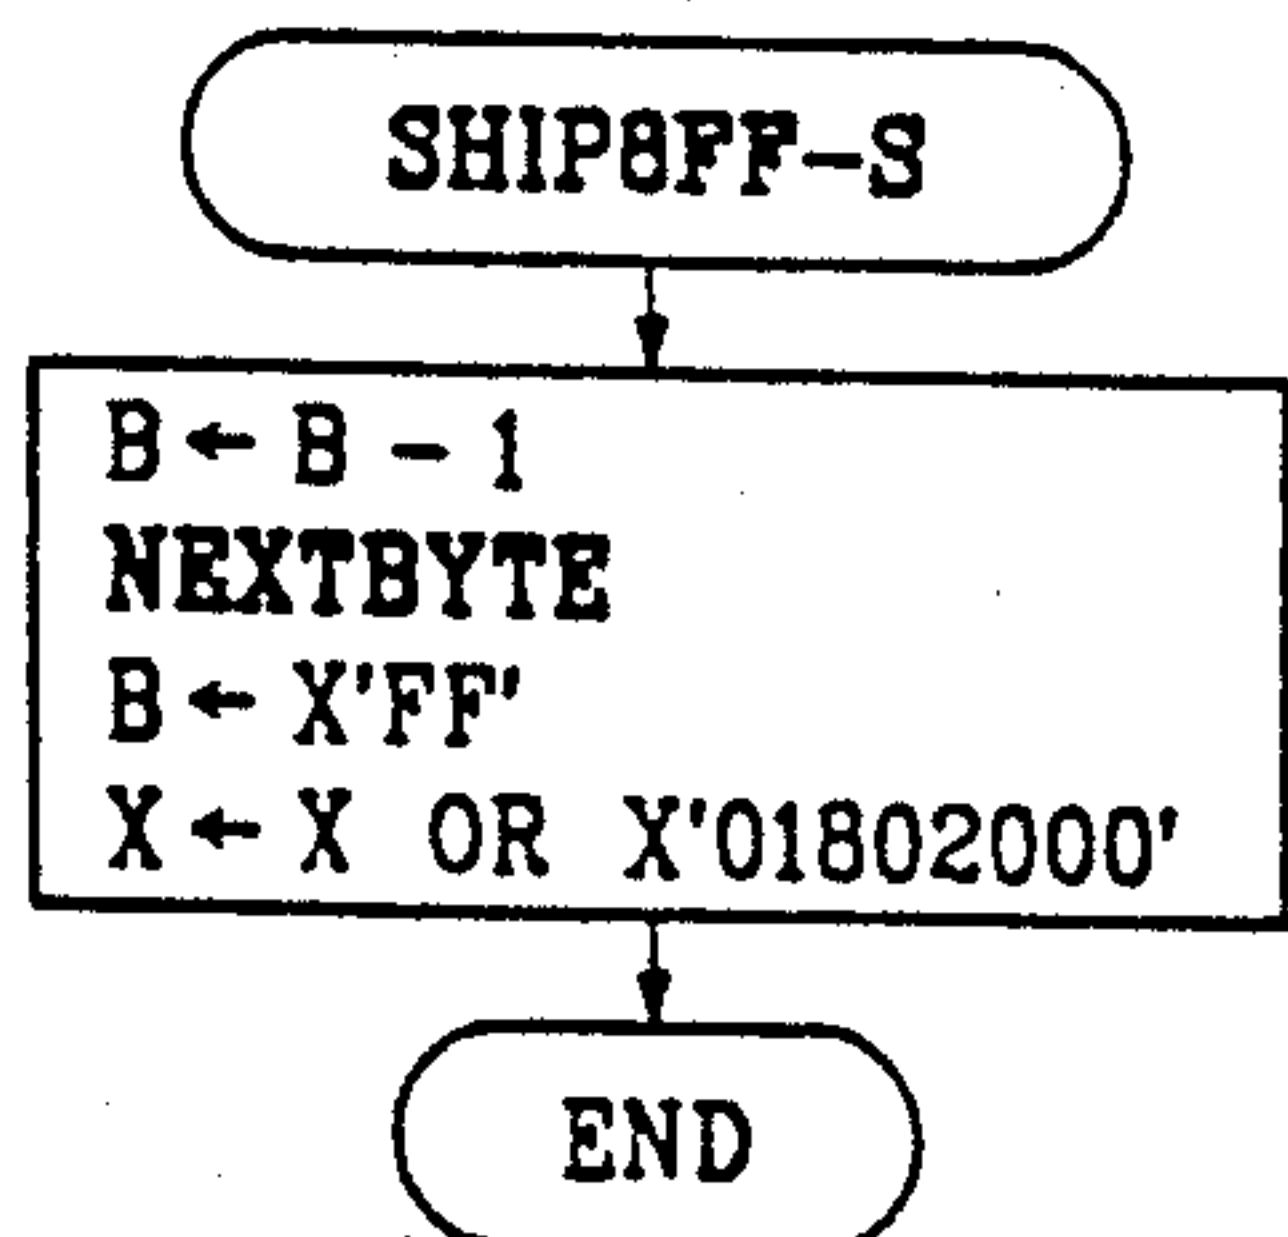 SHIP8FF-S
B ← B - 1
NEXTBYTE
B ← X'FF'
X ← X OR X'01802000'
END